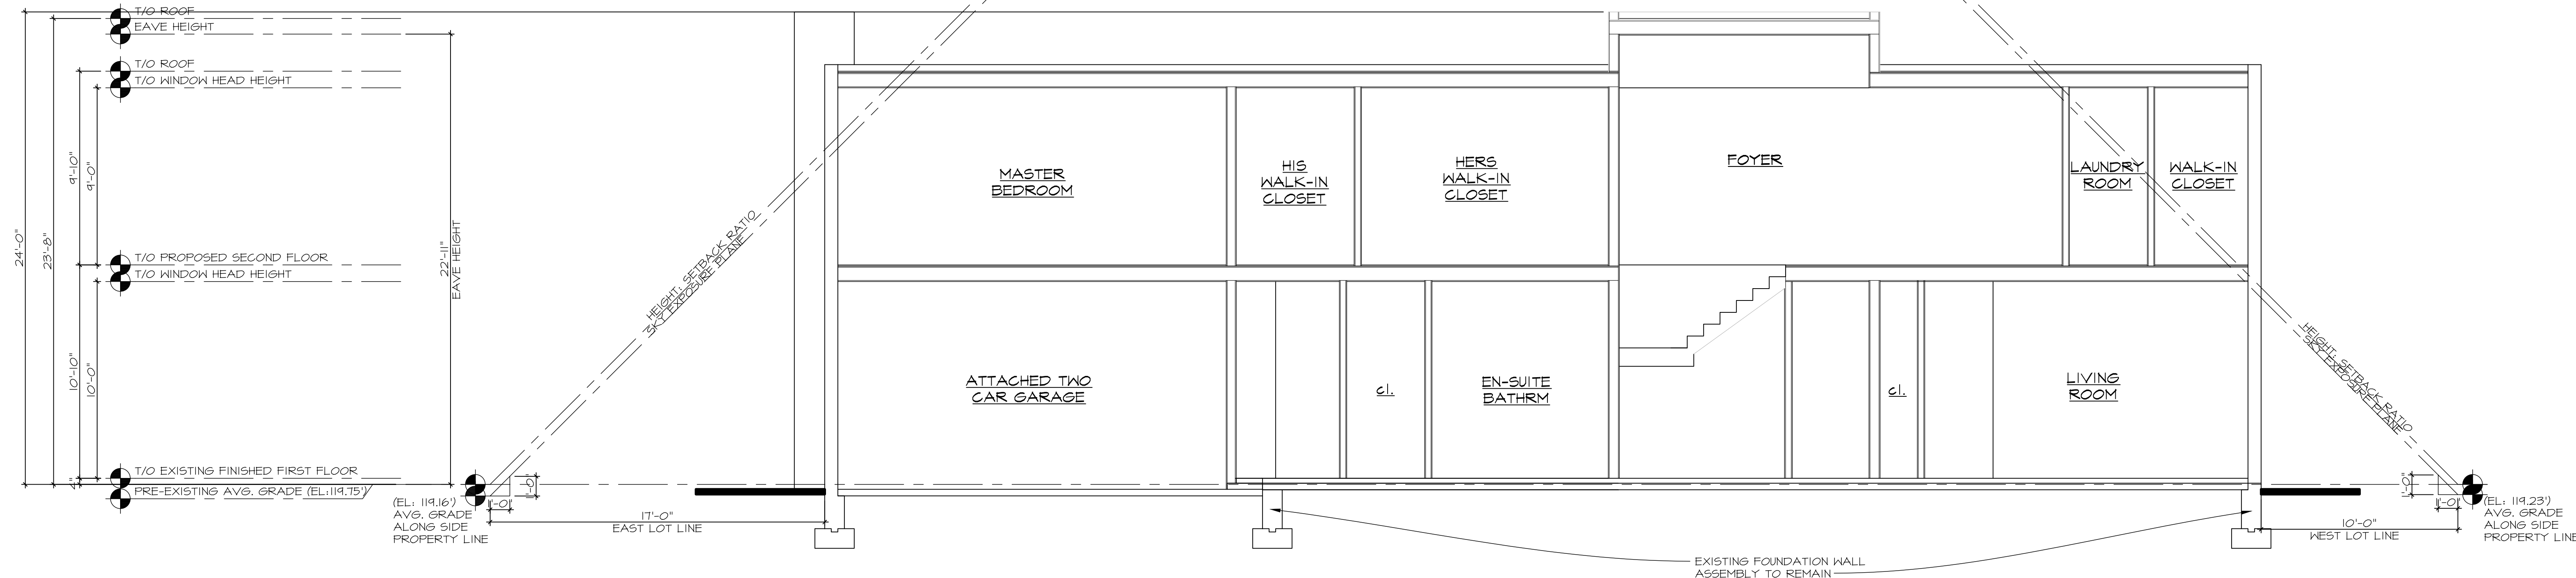 T/O ROOF
EAVE HEIGHT
T/O ROOF
T/O WINDOW HEAD HEIGHT
24'-0"
23'-8"
9'-10"
9'-0"
22'-11"
EAVE HEIGHT
T/O PROPOSED SECOND FLOOR
T/O WINDOW HEAD HEIGHT
10'-10"
10'-0"
4"
T/O EXISTING FINISHED FIRST FLOOR
PRE-EXISTING AVG. GRADE (EL:119.75')
HEIGHT: SETBACK RATIO
SKY EXPOSURE PLANE
MASTER
BEDROOM
HIS
WALK-IN
CLOSET
HERS
WALK-IN
CLOSET
FOYER
LAUNDRY
ROOM
WALK-IN
CLOSET
ATTACHED TWO
CAR GARAGE
cl.
EN-SUITE
BATHRM
cl.
LIVING
ROOM
HEIGHT: SETBACK RATIO
SKY EXPOSURE PLANE
(EL: 119.16')
AVG. GRADE
ALONG SIDE
PROPERTY LINE
1'-0"
1'-0"
17'-0"
EAST LOT LINE
1'-0"
1'-0"
10'-0"
WEST LOT LINE
(EL: 119.23')
AVG. GRADE
ALONG SIDE
PROPERTY LINE
EXISTING FOUNDATION WALL
ASSEMBLY TO REMAIN